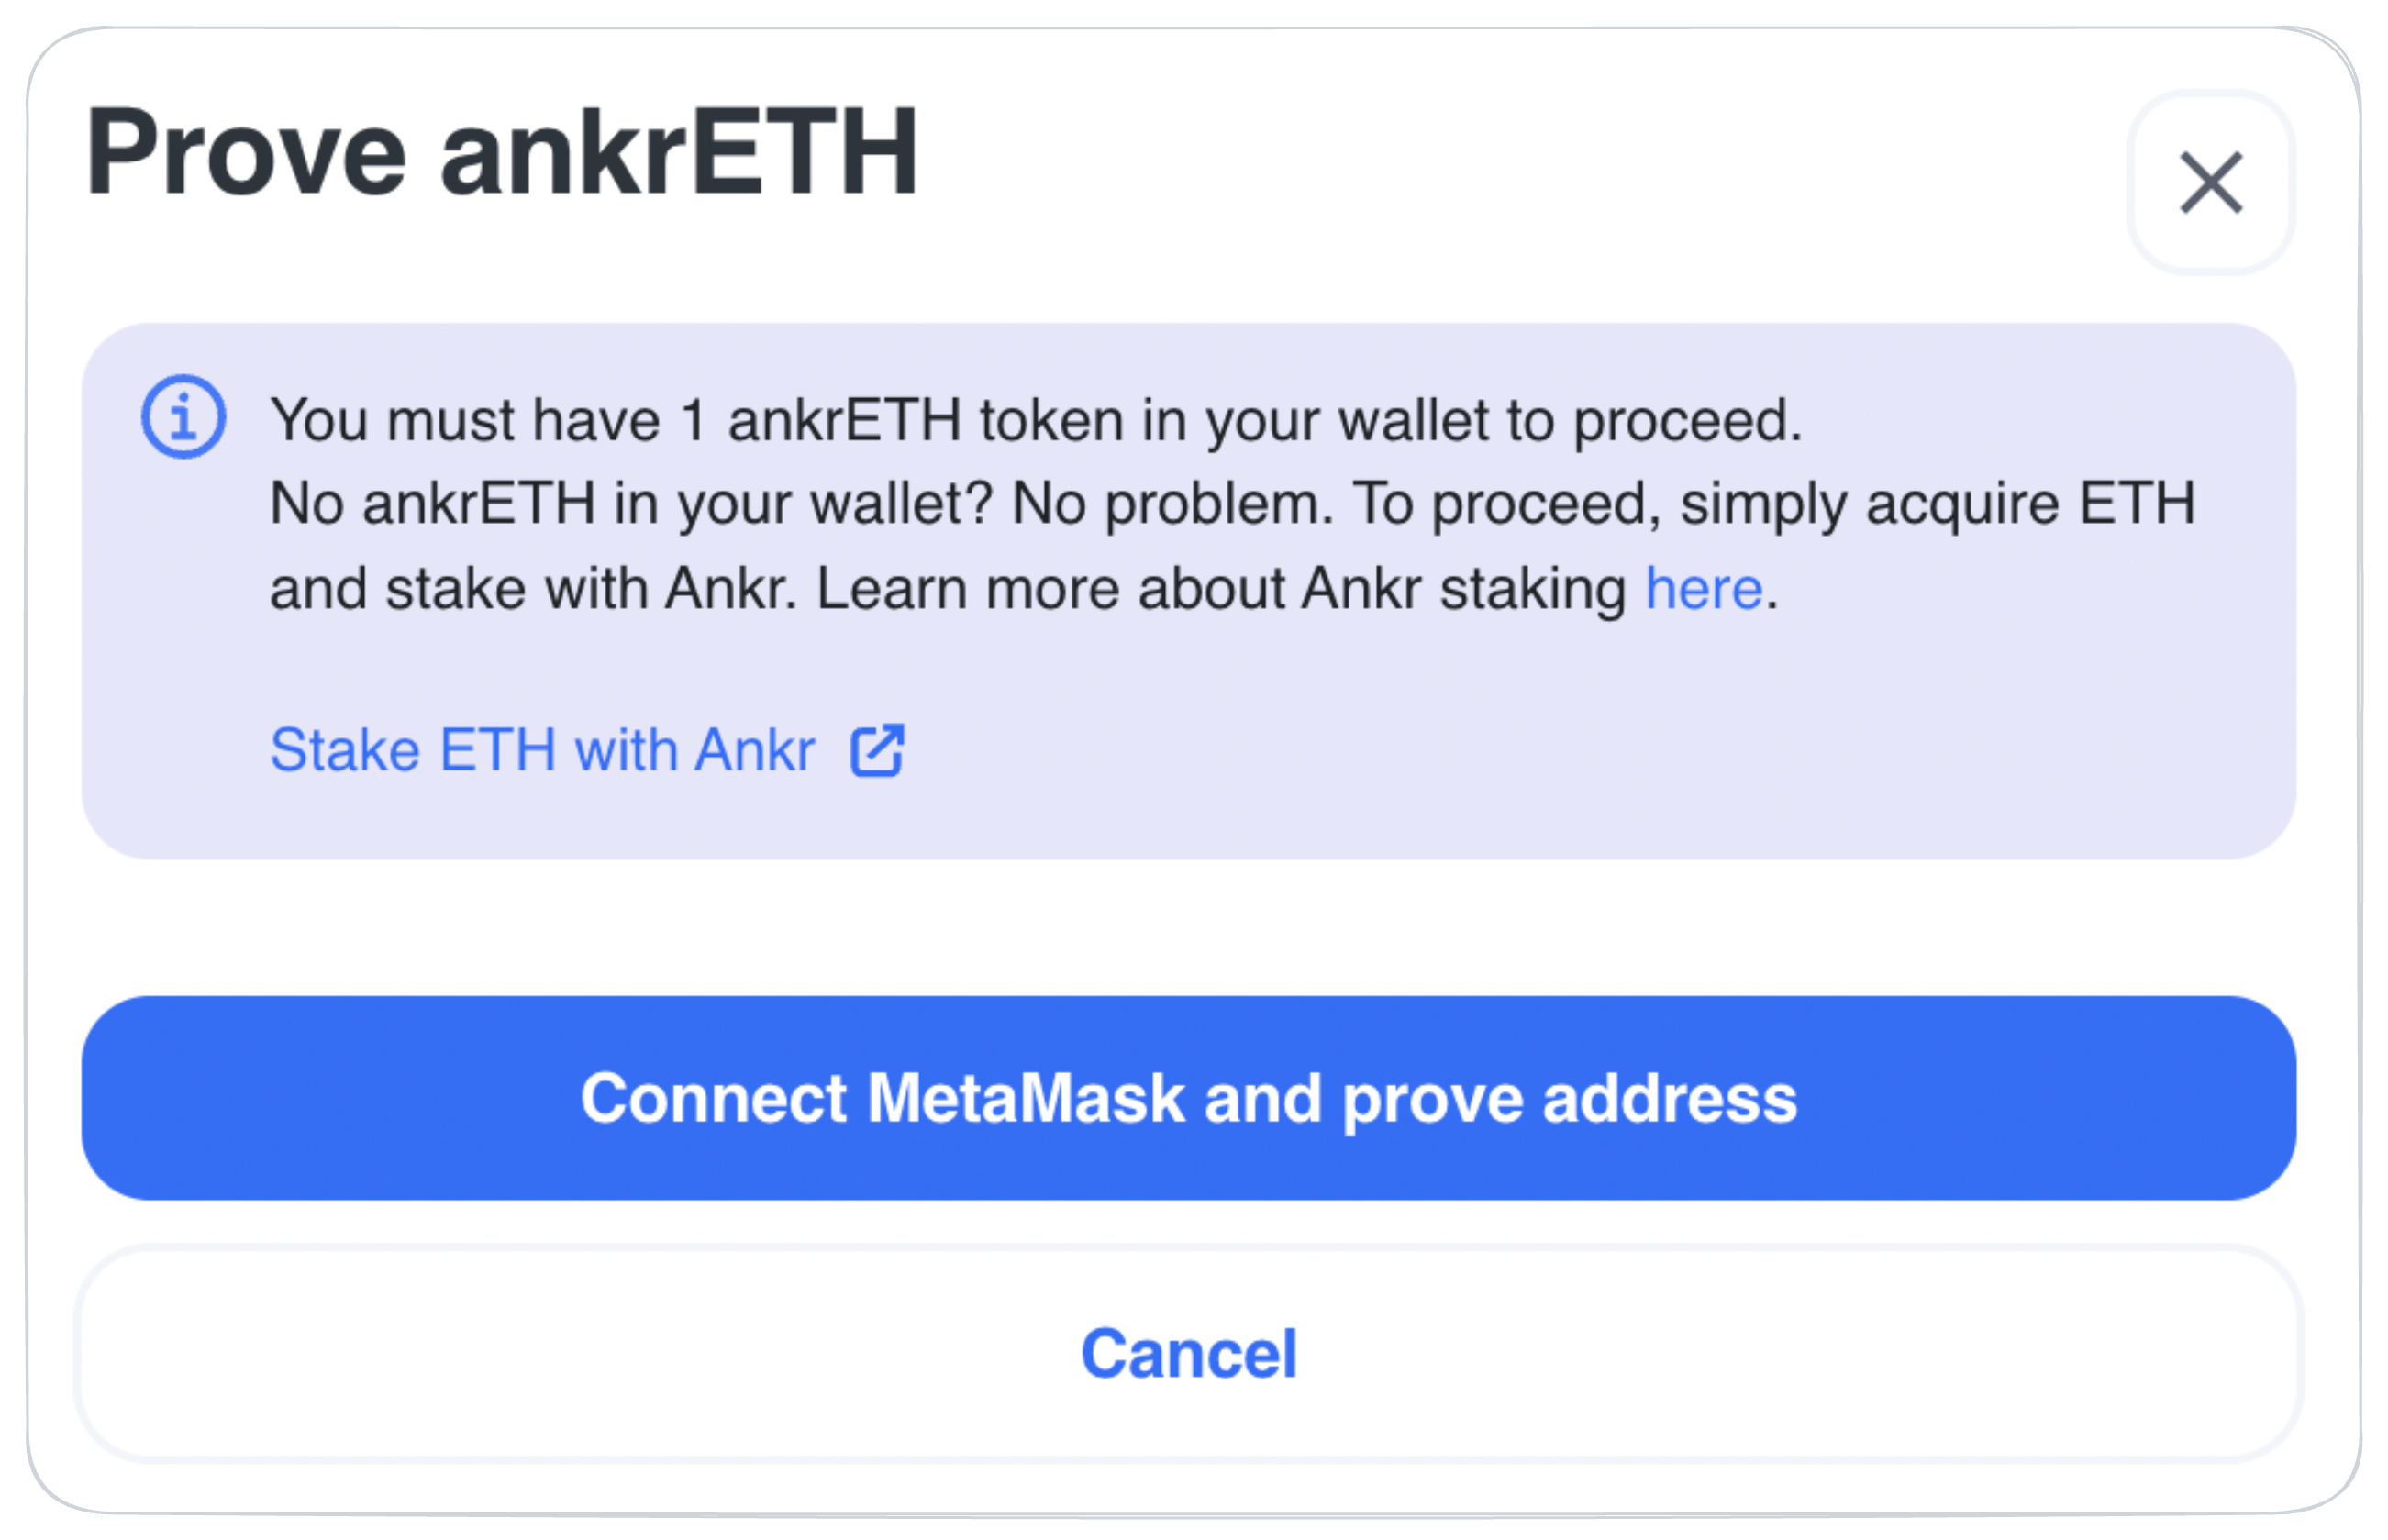 Prove ankrETH
You must have 1 ankrETH token in your wallet to proceed.
No ankrETH in your wallet? No problem. To proceed, simply acquire ETH
and stake with Ankr. Learn more about Ankr staking here.
Stake ETH with Ankr
Connect MetaMask and prove address
Cancel